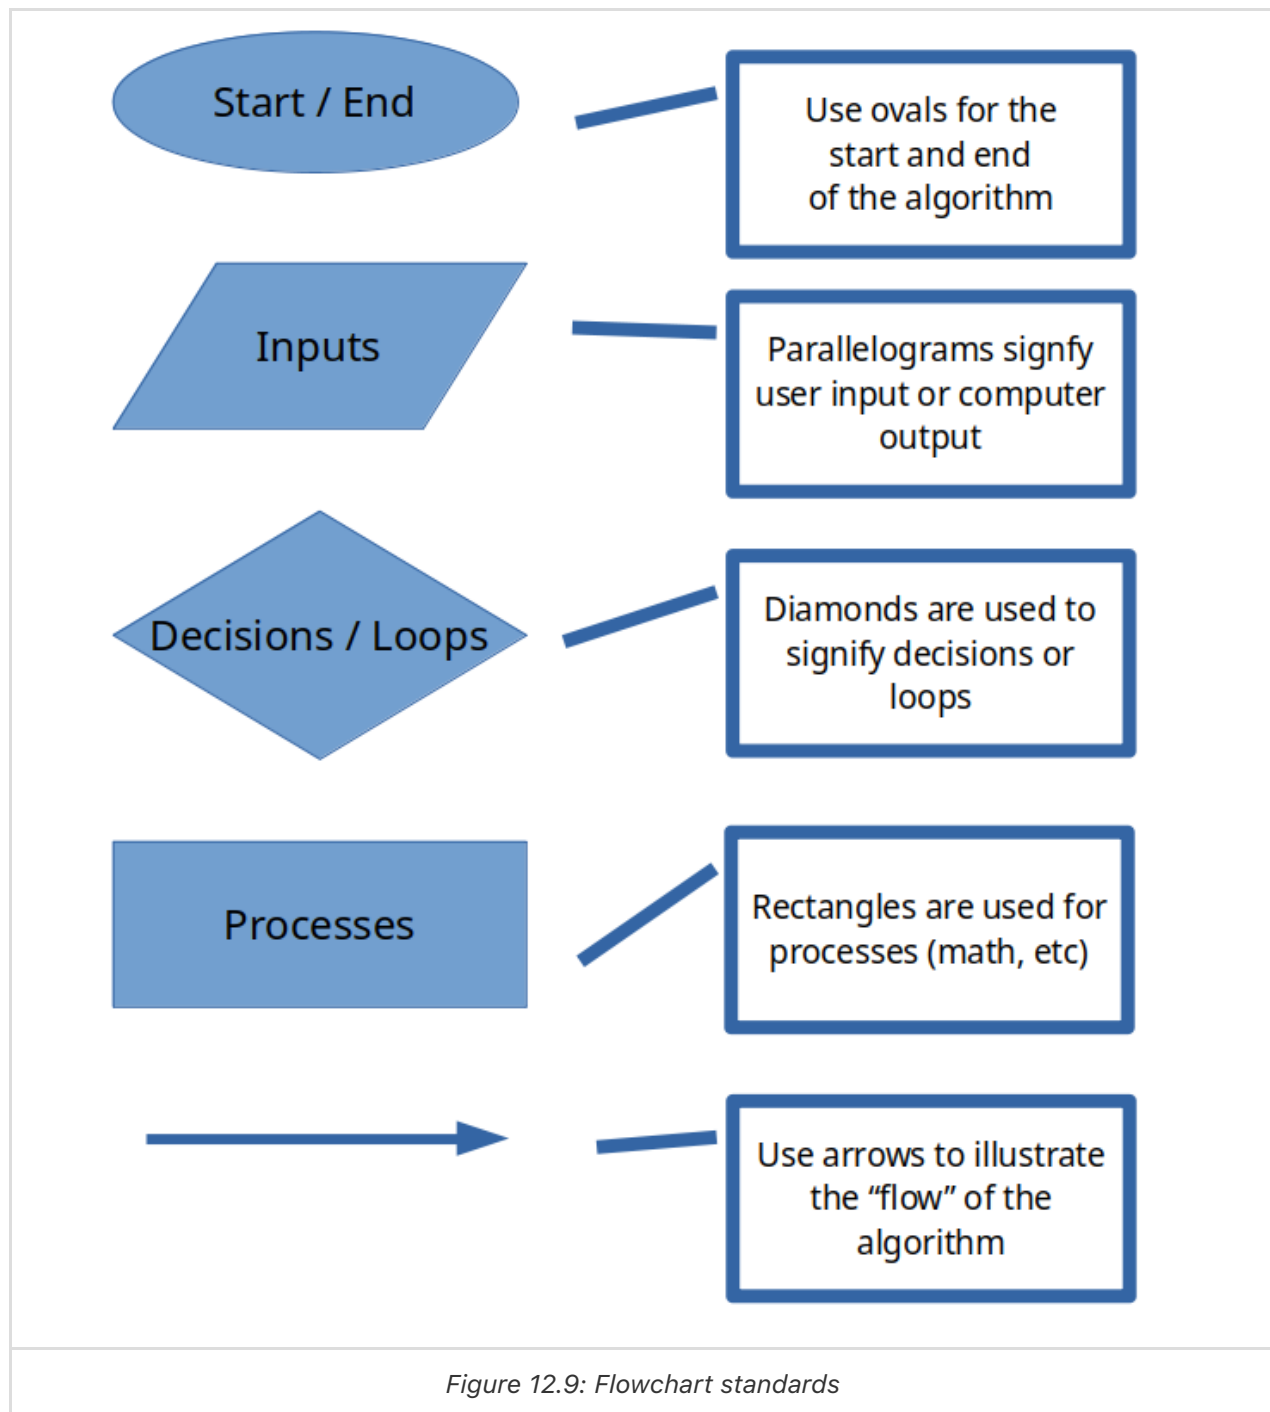 Start / End
Use ovals for the
start and end
of the algorithm
Inputs
Parallelograms signfy
user input or computer
output
Decisions / Loops
Diamonds are used to
signify decisions or
loops
Processes
Rectangles are used for
processes (math, etc)
Use arrows to illustrate
the “flow” of the
algorithm
Figure 12.9: Flowchart standards